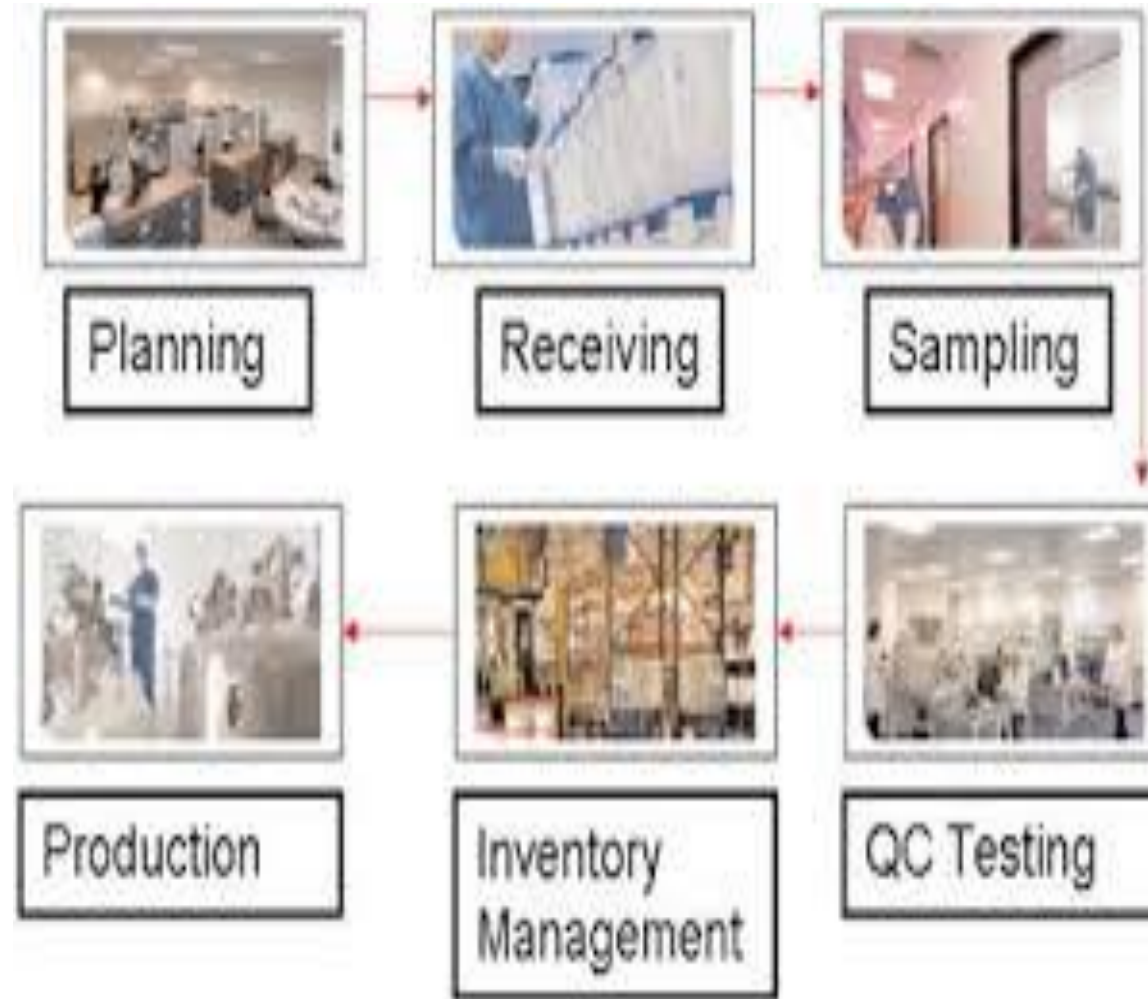 Planning
Receiving
Sampling
Production
Inventory
Management
QC Testing